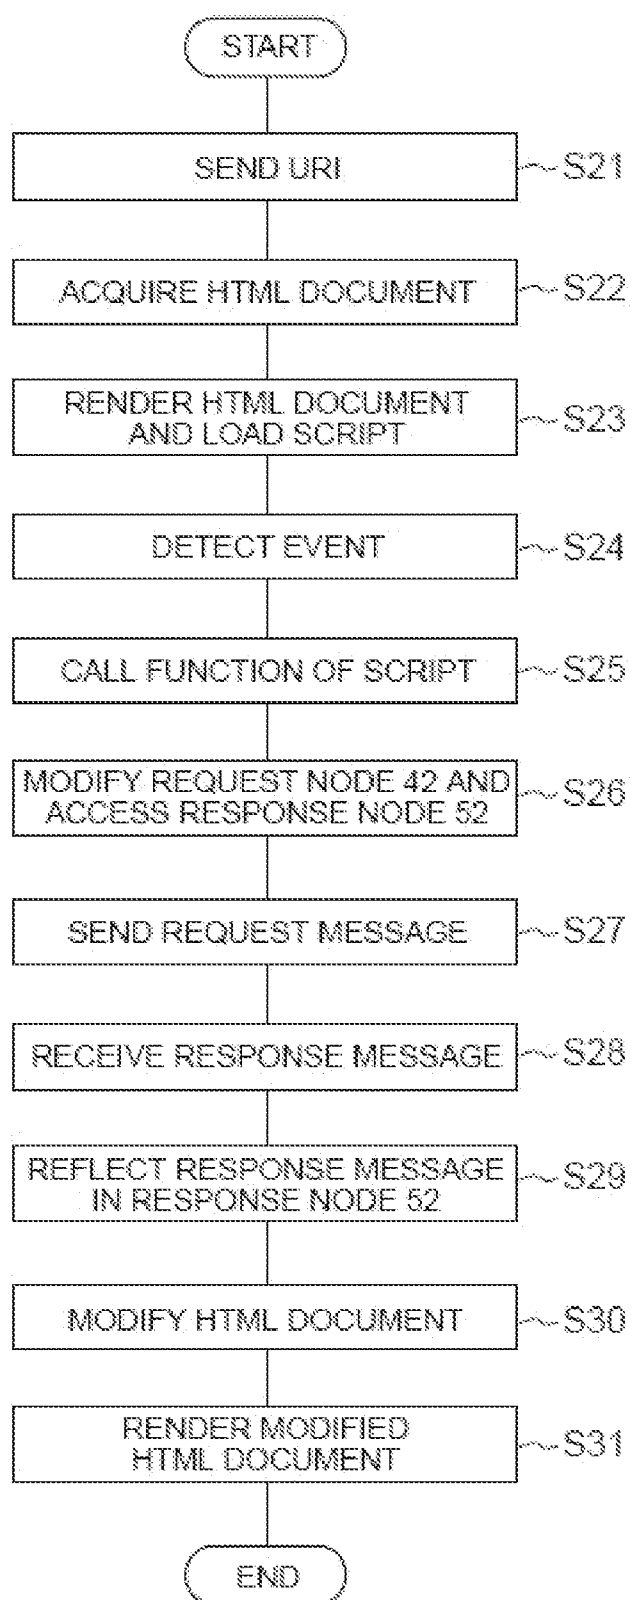 START
SEND URI
S21
ACQUIRE HTML DOCUMENT
S22
RENDER HTML DOCUMENT
AND LOAD SCRIPT
S23
DETECT EVENT
S24
CALL FUNCTION OF SCRIPT
S25
MODIFY REQUEST NODE 42 AND
ACCESS RESPONSE NODE 52
S26
SEND REQUEST MESSAGE
S27
RECEIVE RESPONSE MESSAGE
S28
REFLECT RESPONSE MESSAGE
IN RESPONSE NODE 52
S29
MODIFY HTML DOCUMENT
S30
RENDER MODIFIED
HTML DOCUMENT
S31
END